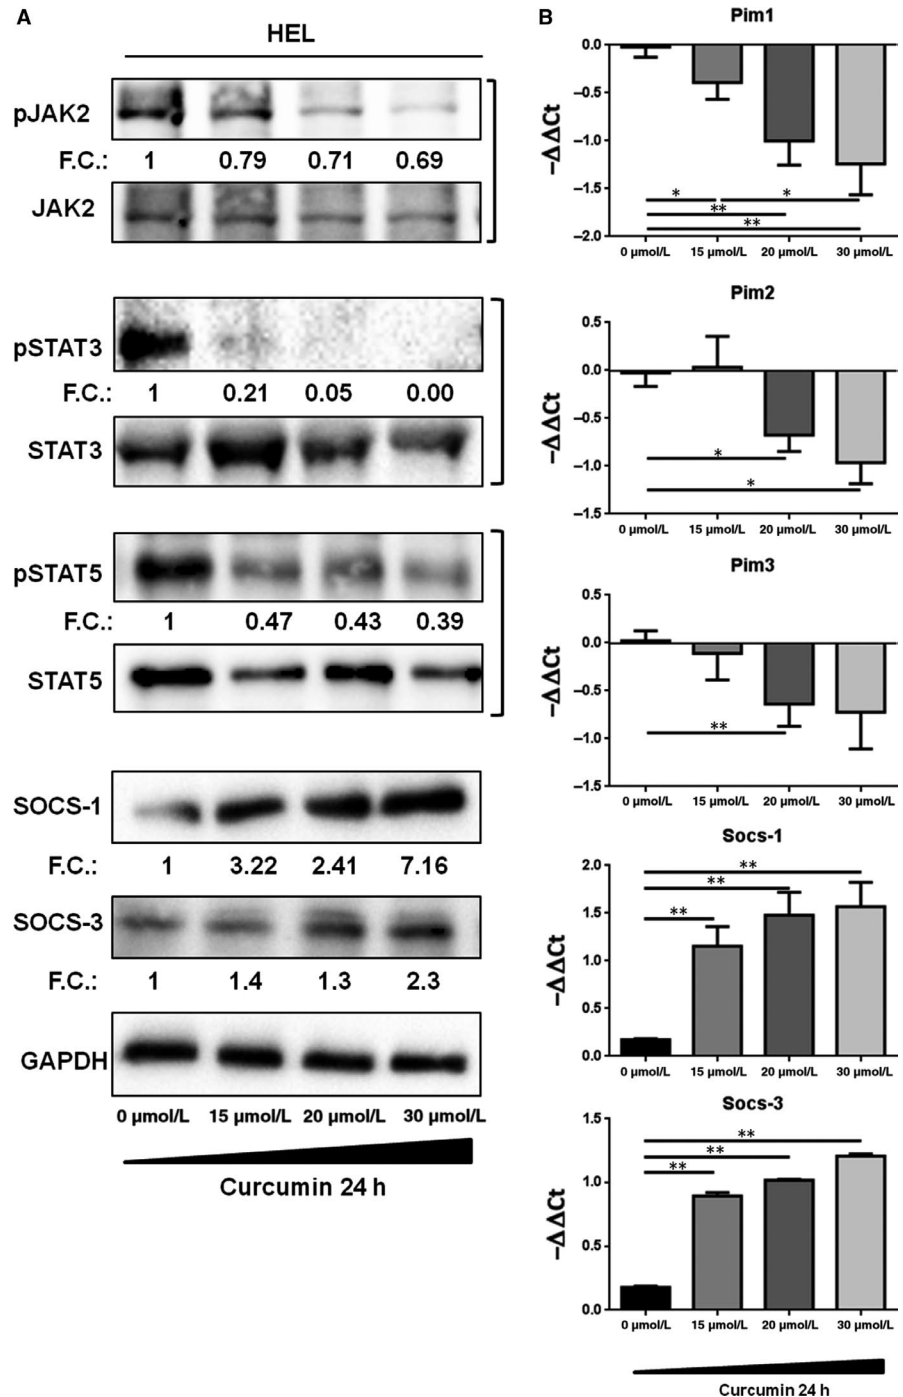 A
HEL
pJAK2
F.C.: 1 0.79 0.71 0.69
JAK2
pSTAT3
F.C.: 1 0.21 0.05 0.00
STAT3
pSTAT5
F.C.: 1 0.47 0.43 0.39
STAT5
SOCS-1
F.C.: 1 3.22 2.41 7.16
SOCS-3
F.C.: 1 1.4 1.3 2.3
GAPDH
0 µmol/L 15 µmol/L 20 µmol/L 30 µmol/L
Curcumin 24 h
B
Pim1
0.0
–0.5
–1.0
–1.5
–2.0
–ΔΔCt
* *
**
**
0 µmol/L 15 µmol/L 20 µmol/L 30 µmol/L
Pim2
0.5
0.0
–0.5
–1.0
–1.5
–ΔΔCt
*
*
0 µmol/L 15 µmol/L 20 µmol/L 30 µmol/L
Pim3
0.5
0.0
–0.5
–1.0
–1.5
–ΔΔCt
**
0 µmol/L 15 µmol/L 20 µmol/L 30 µmol/L
Socs-1
2.0
1.5
1.0
0.5
0.0
–ΔΔCt
**
**
**
0 µmol/L 15 µmol/L 20 µmol/L 30 µmol/L
Socs-3
1.5
1.0
0.5
0.0
–ΔΔCt
**
**
**
0 µmol/L 15 µmol/L 20 µmol/L 30 µmol/L
Curcumin 24 h